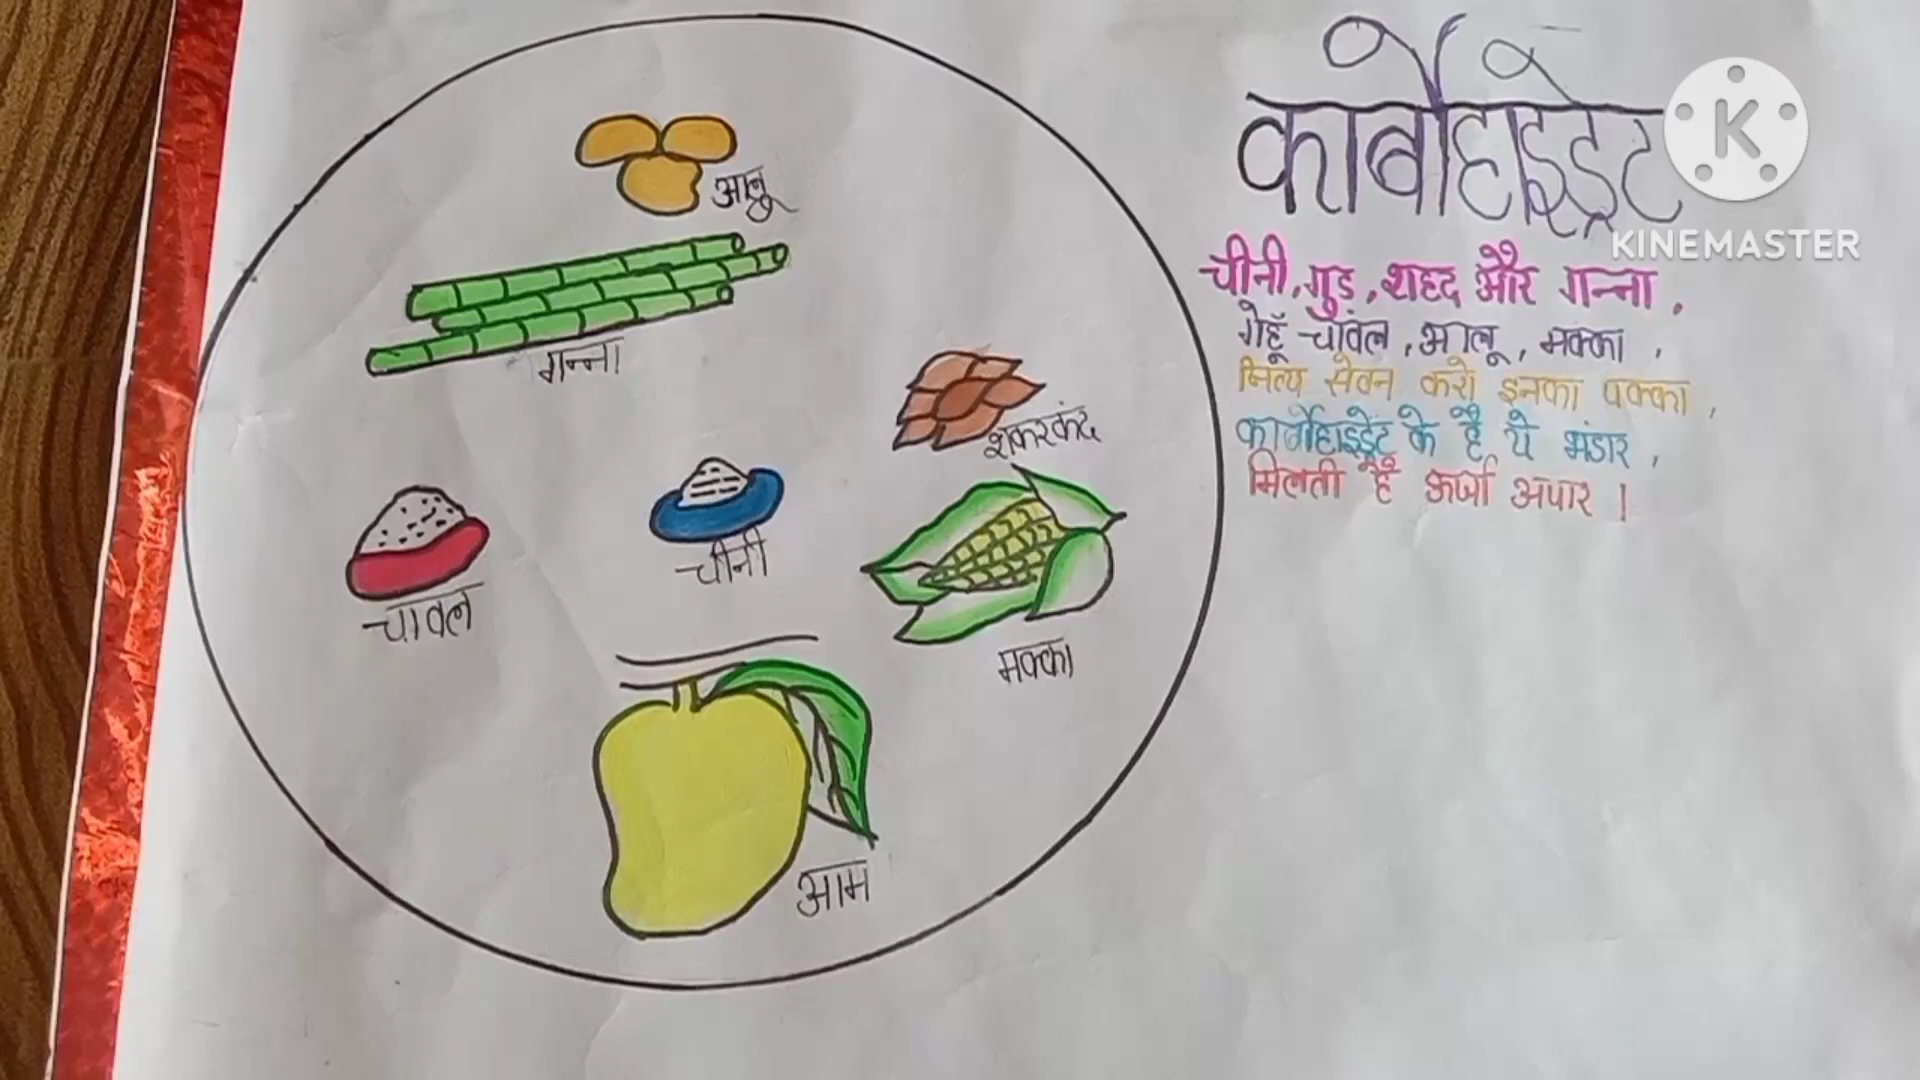 कार्बोहाइड्रेट
KINEMASTER
चीनी, गुड़, शहद और गन्ना,
गेहूँ चावंल, आलू, मक्का,
नित्य सेवन करो इनका पक्का,
कार्बोहाइड्रेट के है ये भंडार,
मिलती है ऊर्जा अपार।
आलू
गन्ना
शकरकंद
चीनी
चावल
मक्का
आम